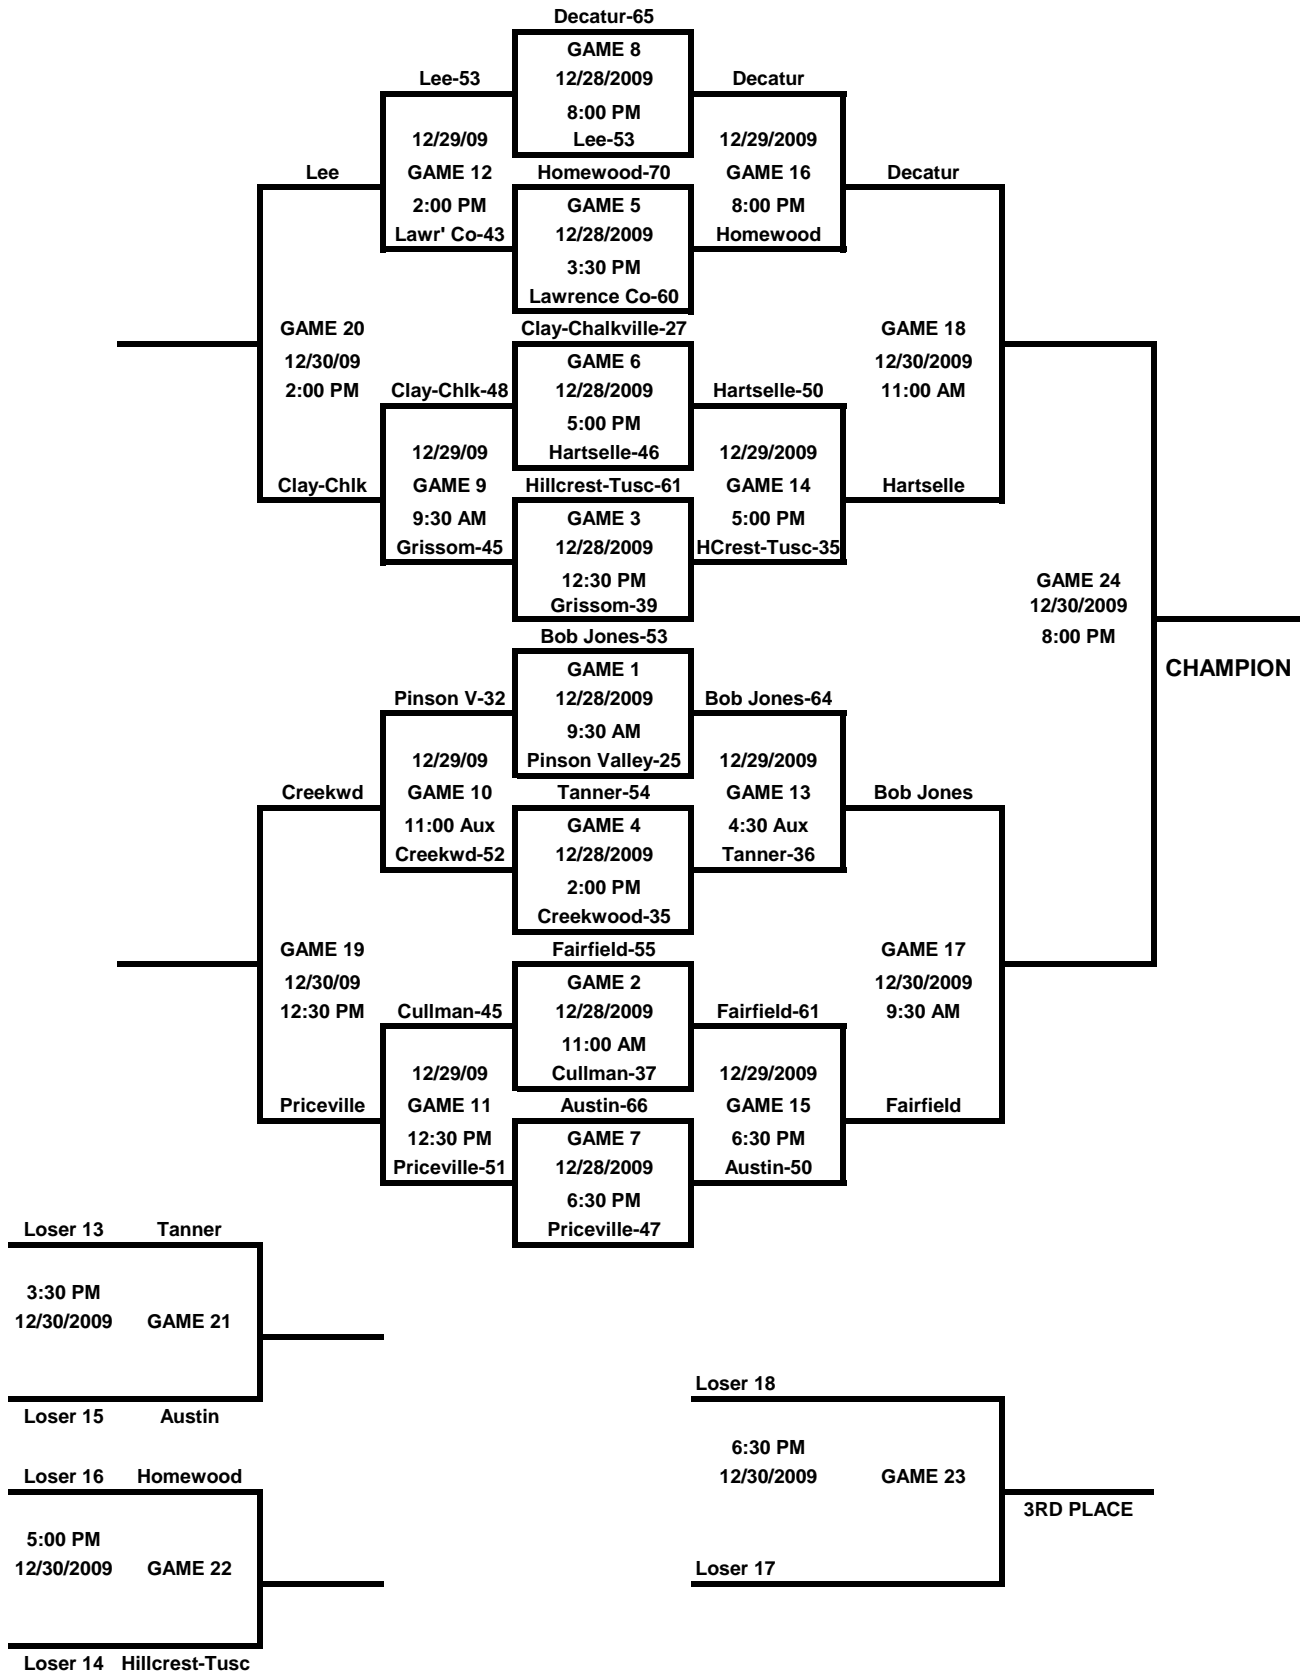 Decatur-65
GAME 8
Lee-53 12/28/2009 Decatur
8:00 PM
12/29/09 Lee-53 12/29/2009
Lee GAME 12 Homewood-70 GAME 16 Decatur
2:00 PM GAME 5 8:00 PM
Lawr' Co-43 12/28/2009 Homewood
3:30 PM
Lawrence Co-60
GAME 20 Clay-Chalkville-27 GAME 18
12/30/09 GAME 6 12/30/2009
2:00 PM Clay-Chlk-48 12/28/2009 Hartselle-50 11:00 AM
5:00 PM
12/29/09 Hartselle-46 12/29/2009
Clay-Chlk GAME 9 Hillcrest-Tusc-61 GAME 14 Hartselle
9:30 AM GAME 3 5:00 PM
Grissom-45 12/28/2009 HCrest-Tusc-35
12:30 PM GAME 24
Grissom-39 12/30/2009
Bob Jones-53 8:00 PM
GAME 1 CHAMPION
Pinson V-32 12/28/2009 Bob Jones-64
9:30 AM
12/29/09 Pinson Valley-25 12/29/2009
Creekwd GAME 10 Tanner-54 GAME 13 Bob Jones
11:00 Aux GAME 4 4:30 Aux
Creekwd-52 12/28/2009 Tanner-36
2:00 PM
Creekwood-35
GAME 19 Fairfield-55 GAME 17
12/30/09 GAME 2 12/30/2009
12:30 PM Cullman-45 12/28/2009 Fairfield-61 9:30 AM
11:00 AM
12/29/09 Cullman-37 12/29/2009
Priceville GAME 11 Austin-66 GAME 15 Fairfield
12:30 PM GAME 7 6:30 PM
Priceville-51 12/28/2009 Austin-50
6:30 PM
Loser 13 Tanner Priceville-47
3:30 PM
12/30/2009 GAME 21
Loser 18
Loser 15 Austin
6:30 PM
Loser 16 Homewood 12/30/2009 GAME 23
3RD PLACE
5:00 PM
12/30/2009 GAME 22 Loser 17
Loser 14 Hillcrest-Tusc